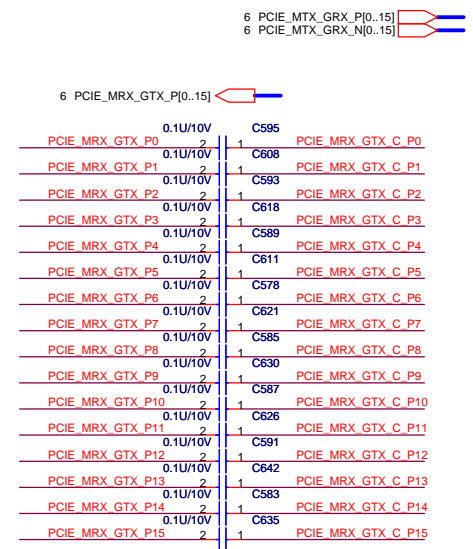 6 PCIE_MTX_GRX_P[0..15]
6 PCIE_MTX_GRX_N[0..15]
6 PCIE_MRX_GTX_P[0..15]
0.1U/10V C595
PCIE_MRX_GTX_P0 2 1 PCIE_MRX_GTX_C_P0
0.1U/10V C608
PCIE_MRX_GTX_P1 2 1 PCIE_MRX_GTX_C_P1
0.1U/10V C593
PCIE_MRX_GTX_P2 2 1 PCIE_MRX_GTX_C_P2
0.1U/10V C618
PCIE_MRX_GTX_P3 2 1 PCIE_MRX_GTX_C_P3
0.1U/10V C589
PCIE_MRX_GTX_P4 2 1 PCIE_MRX_GTX_C_P4
0.1U/10V C611
PCIE_MRX_GTX_P5 2 1 PCIE_MRX_GTX_C_P5
0.1U/10V C578
PCIE_MRX_GTX_P6 2 1 PCIE_MRX_GTX_C_P6
0.1U/10V C621
PCIE_MRX_GTX_P7 2 1 PCIE_MRX_GTX_C_P7
0.1U/10V C585
PCIE_MRX_GTX_P8 2 1 PCIE_MRX_GTX_C_P8
0.1U/10V C630
PCIE_MRX_GTX_P9 2 1 PCIE_MRX_GTX_C_P9
0.1U/10V C587
PCIE_MRX_GTX_P10 2 1 PCIE_MRX_GTX_C_P10
0.1U/10V C626
PCIE_MRX_GTX_P11 2 1 PCIE_MRX_GTX_C_P11
0.1U/10V C591
PCIE_MRX_GTX_P12 2 1 PCIE_MRX_GTX_C_P12
0.1U/10V C642
PCIE_MRX_GTX_P13 2 1 PCIE_MRX_GTX_C_P13
0.1U/10V C583
PCIE_MRX_GTX_P14 2 1 PCIE_MRX_GTX_C_P14
0.1U/10V C635
PCIE_MRX_GTX_P15 2 1 PCIE_MRX_GTX_C_P15